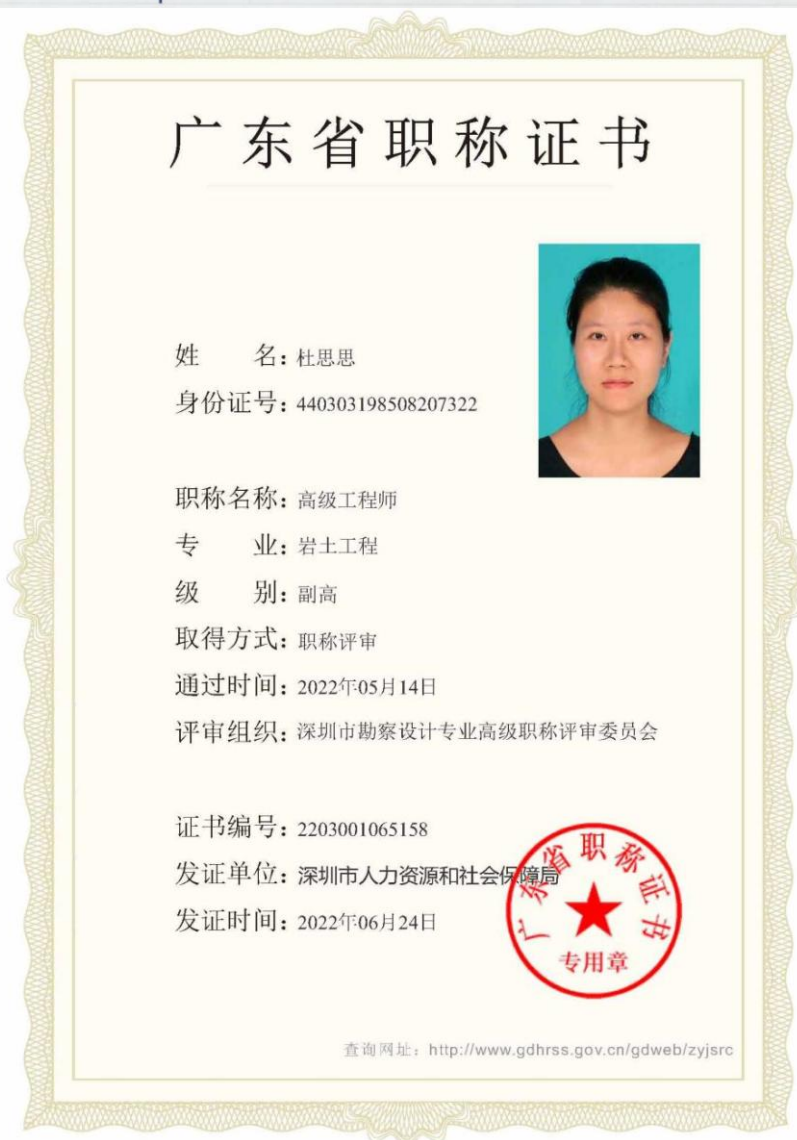 广东省职称证书
姓 名：杜思思
身份证号：440303198508207322
职称名称：高级工程师
专 业：岩土工程
级 别：副高
取得方式：职称评审
通过时间：2022年05月14日
评审组织：深圳市勘察设计专业高级职称评审委员会
证书编号：2203001065158
发证单位：深圳市人力资源和社会保障局
发证时间：2022年06月24日
广东省职称证书
专用章
查询网址：http://www.gdhrss.gov.cn/gdweb/zyjsrc